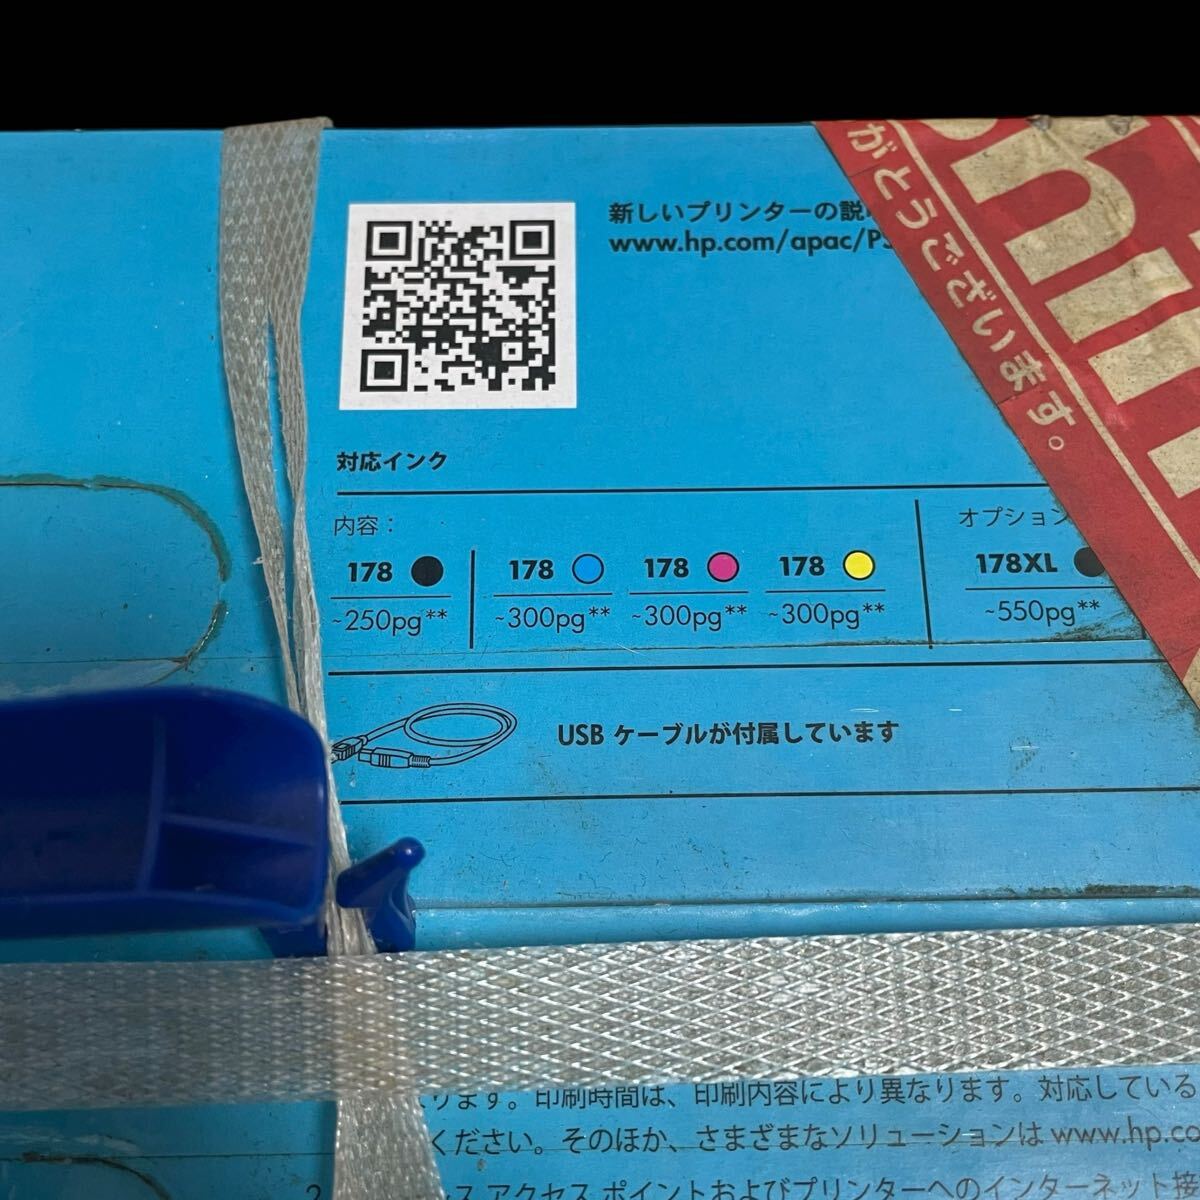 新しいプリンターの説
www.hp.com/apac/PS
がとうございます。
対応インク
内容：
オプション
178 178 178 178 178XL
~250pg** ~300pg** ~300pg** ~300pg** ~550pg**
USB ケーブルが付属しています
ります。印刷時間は、印刷内容により異なります。対応している
ください。そのほか、さまざまなソリューションは www.hp.co
アクセス ポイントおよびプリンターへのインターネット接